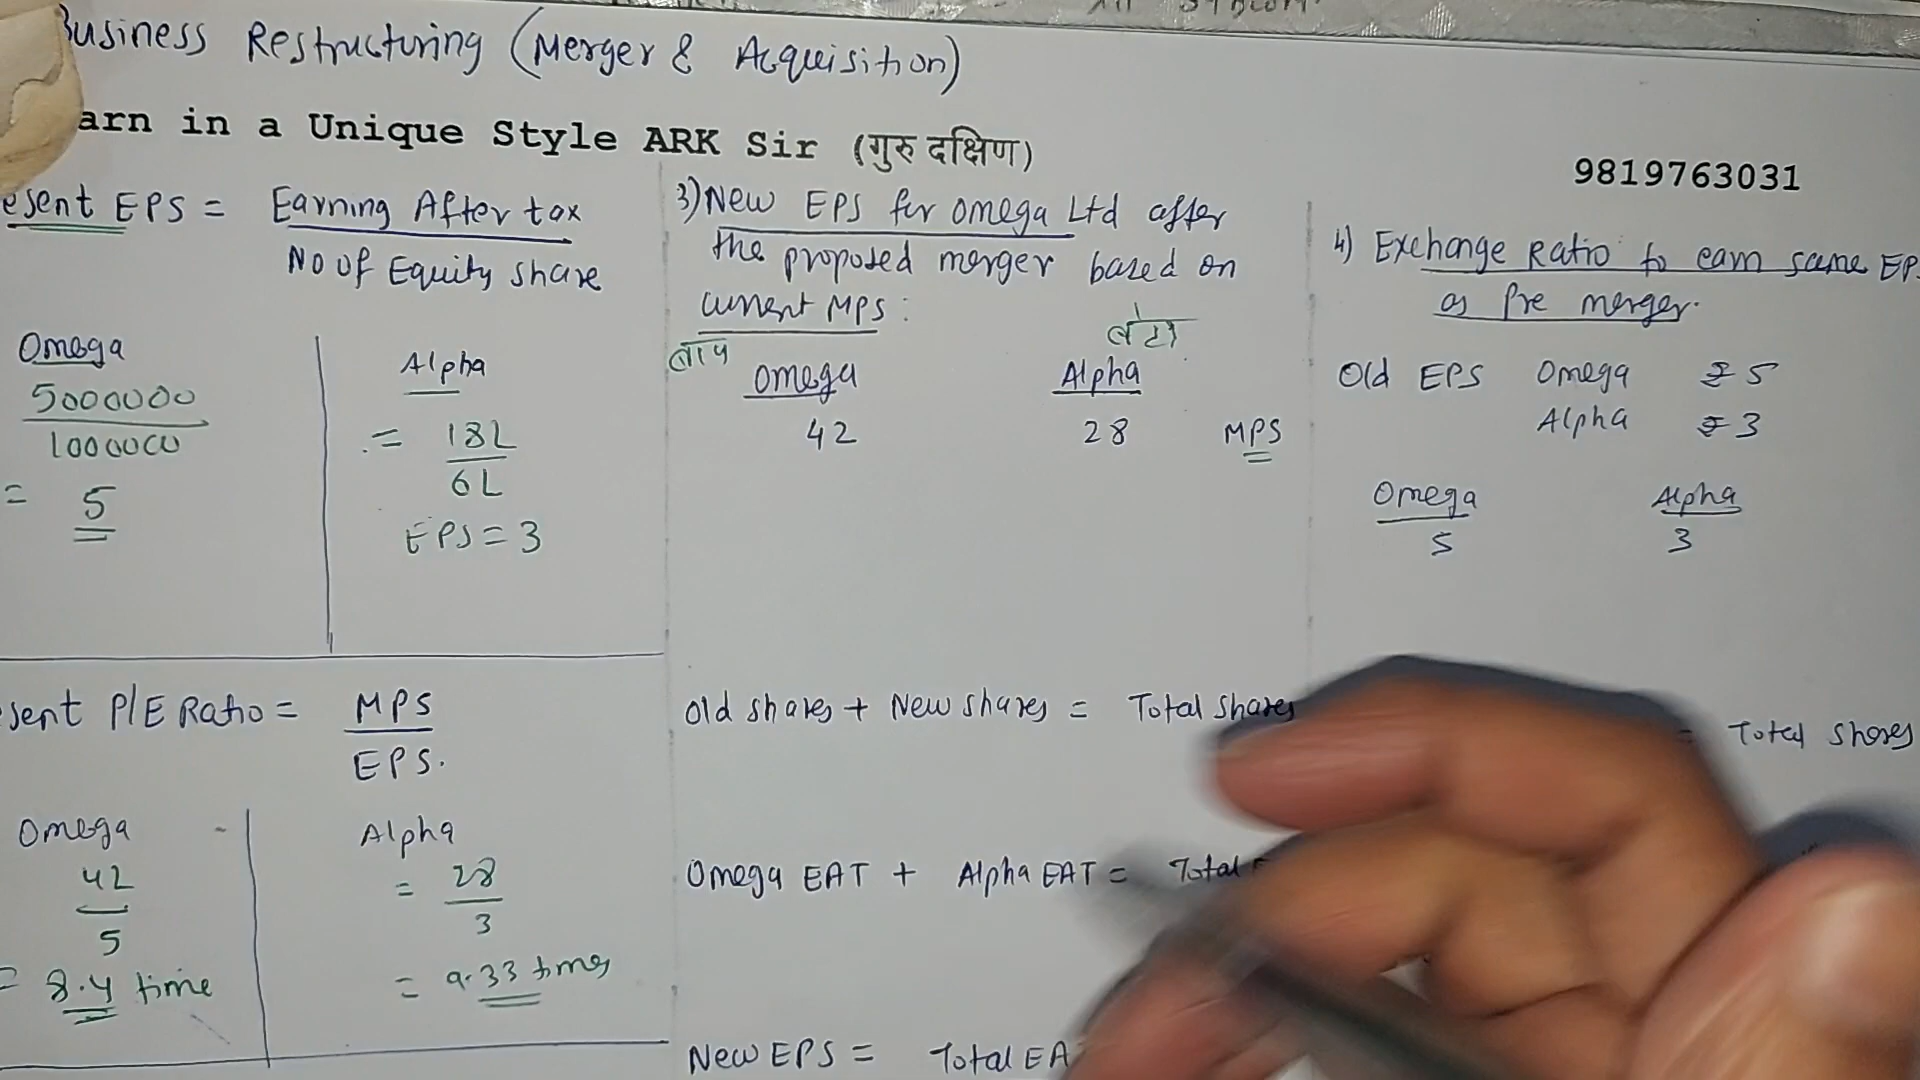 Business Restructuring (Merger & Acquisition)
arn in a Unique Style ARK Sir (गुरु दक्षिण)
9819763031
esent EPS = Earning After tax
No of Equity share
Omega
5000000
1000000
= 5
Alpha
= 18L
6L
EPS = 3
sent P/E Ratio = MPS
EPS.
Omega
42
5
= 8.4 time
Alpha
= 28
3
= 9.33 times
3) New EPS for omega Ltd after
the proposed merger based on
current MPS:
बाप
बेटा
omega
Alpha
42
28
MPS
Old shares + New shares = Total shares
Omega EAT + Alpha EAT = Total
New EPS = Total EA
4) Exchange Ratio to earn same EP
as Pre merger.
Old EPS Omega ₹ 5
Alpha ₹ 3
Omega
Alpha
5
3
= Total shares